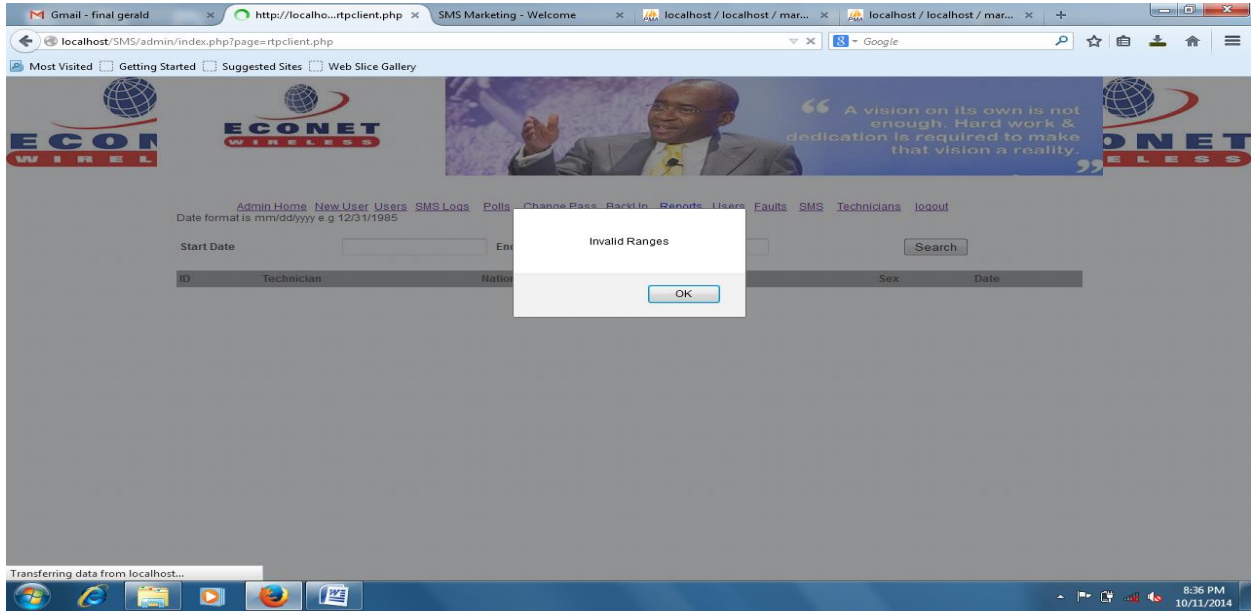 Gmail - final gerald
http://localho...rtpclient.php
SMS Marketing - Welcome
localhost / localhost / mar...
localhost / localhost / mar...
localhost/SMS/admin/index.php?page=rtpclient.php
Google
Most Visited
Getting Started
Suggested Sites
Web Slice Gallery
ECON
WIREL
ECONET
WIRELESS
“ A vision on its own is not
enough. Hard work &
dedication is required to make
that vision a reality. ”
ONET
ELESS
Admin Home New User Users SMS Logs Polls Change Pass BackUp Reports Users Faults SMS Technicians logout
Date format is mm/dd/yyyy e.g 12/31/1985
Start Date
Search
Invalid Ranges
OK
ID Technician Sex Date
Transferring data from localhost...
8:36 PM
10/11/2014